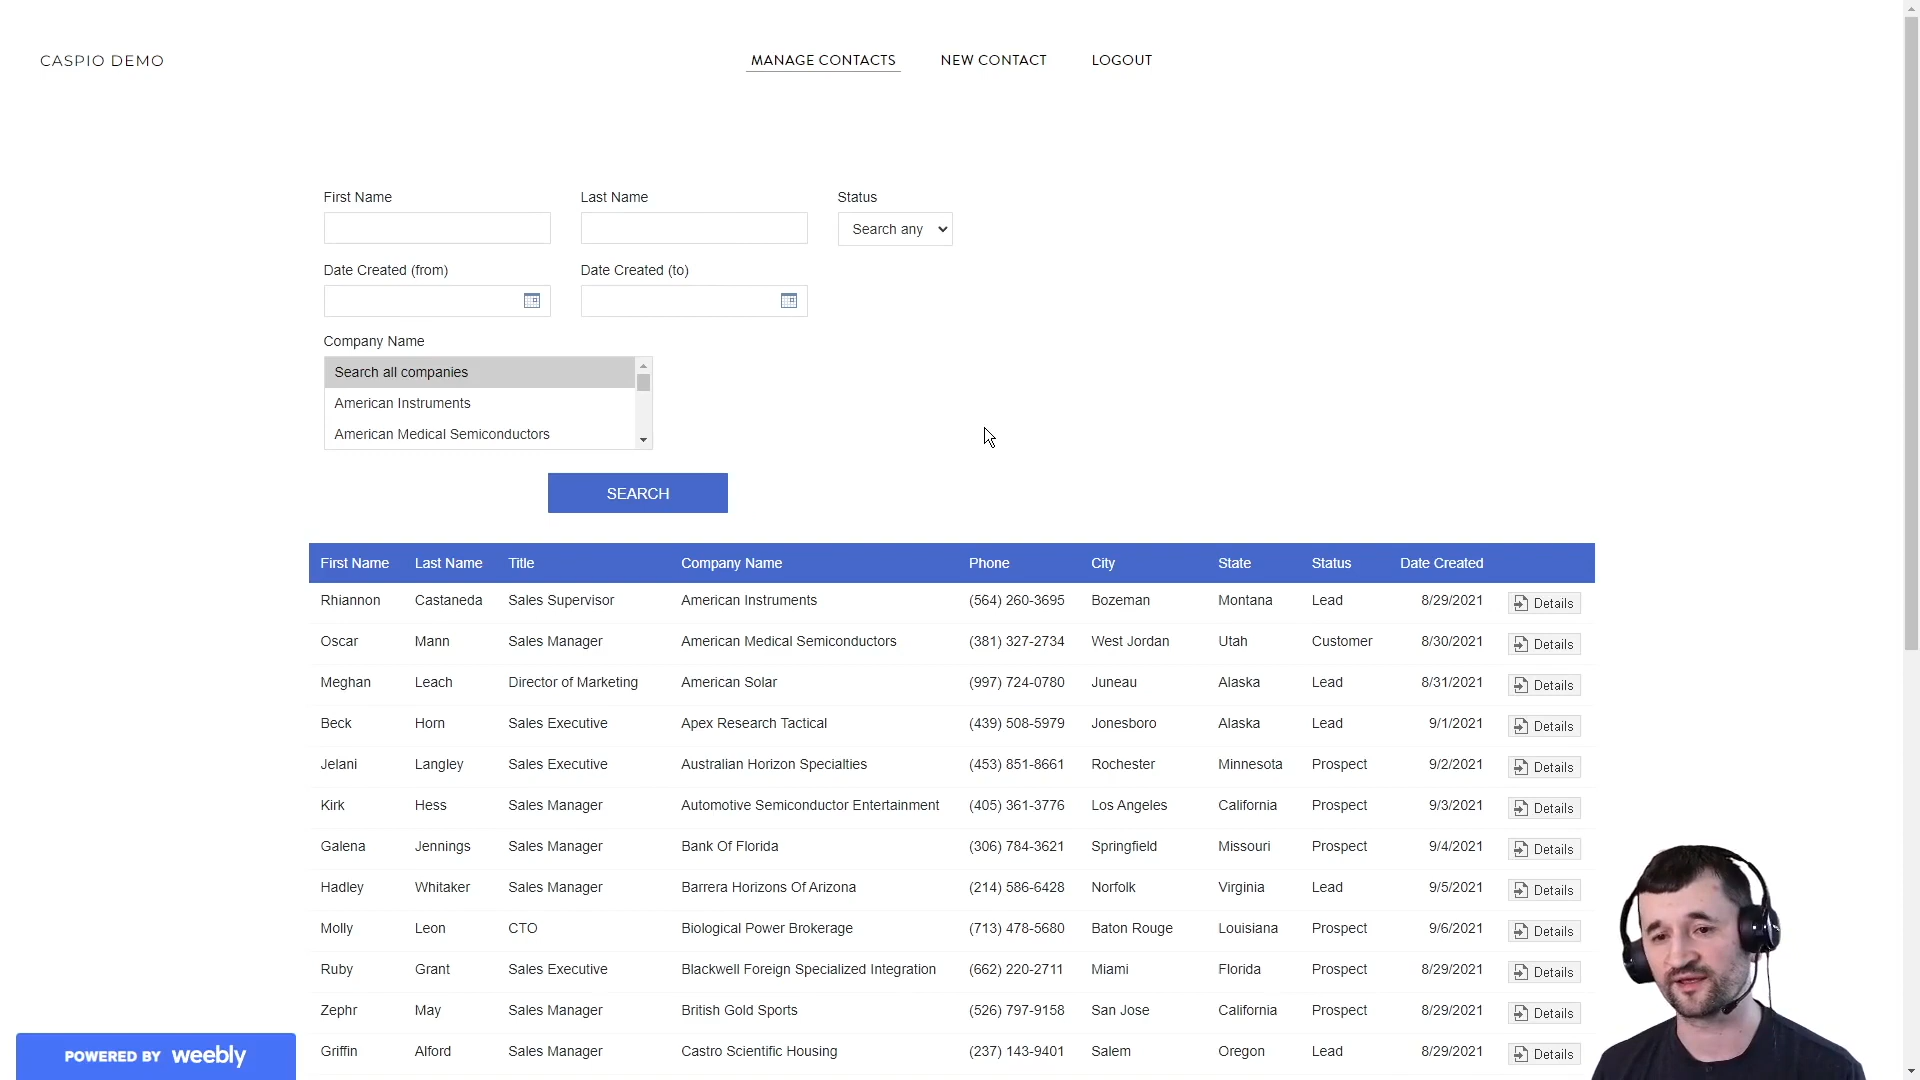 CASPIO DEMO
MANAGE CONTACTS NEW CONTACT LOGOUT
First Name Last Name Status
Search any
Date Created (from) Date Created (to)
Company Name
Search all companies
American Instruments
American Medical Semiconductors
SEARCH
First Name Last Name Title Company Name Phone City State Status Date Created
Rhiannon Castaneda Sales Supervisor American Instruments (564) 260-3695 Bozeman Montana Lead 8/29/2021 Details
Oscar Mann Sales Manager American Medical Semiconductors (381) 327-2734 West Jordan Utah Customer 8/30/2021 Details
Meghan Leach Director of Marketing American Solar (997) 724-0780 Juneau Alaska Lead 8/31/2021 Details
Beck Horn Sales Executive Apex Research Tactical (439) 508-5979 Jonesboro Alaska Lead 9/1/2021 Details
Jelani Langley Sales Executive Australian Horizon Specialties (453) 851-8661 Rochester Minnesota Prospect 9/2/2021 Details
Kirk Hess Sales Manager Automotive Semiconductor Entertainment (405) 361-3776 Los Angeles California Prospect 9/3/2021 Details
Galena Jennings Sales Manager Bank Of Florida (306) 784-3621 Springfield Missouri Prospect 9/4/2021 Details
Hadley Whitaker Sales Manager Barrera Horizons Of Arizona (214) 586-6428 Norfolk Virginia Lead 9/5/2021 Details
Molly Leon CTO Biological Power Brokerage (713) 478-5680 Baton Rouge Louisiana Prospect 9/6/2021 Details
Ruby Grant Sales Executive Blackwell Foreign Specialized Integration (662) 220-2711 Miami Florida Prospect 8/29/2021 Details
Zephr May Sales Manager British Gold Sports (526) 797-9158 San Jose California Prospect 8/29/2021 Details
Griffin Alford Sales Manager Castro Scientific Housing (237) 143-9401 Salem Oregon Lead 8/29/2021 Details
POWERED BY weebly